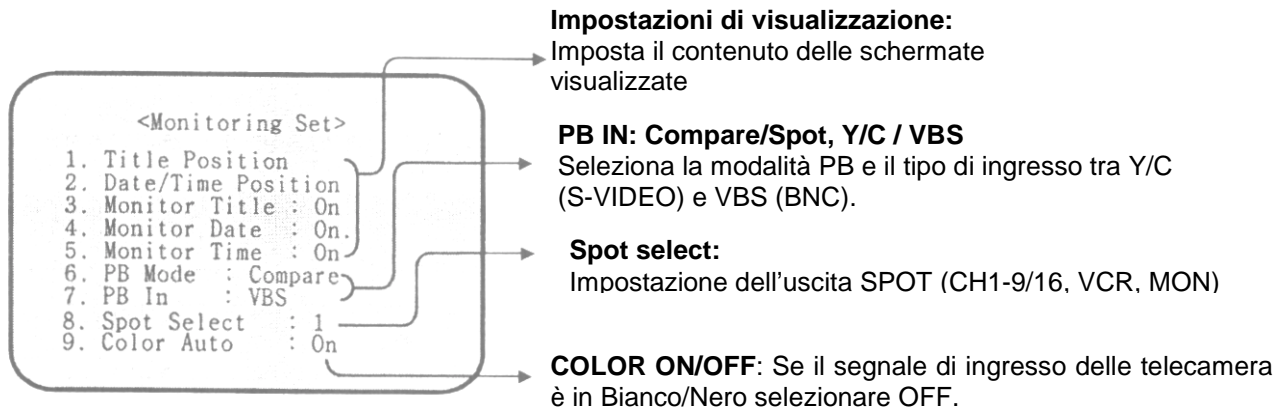 Impostazioni di visualizzazione:
Imposta il contenuto delle schermate
visualizzate
<Monitoring Set>
1. Title Position
2. Date/Time Position
3. Monitor Title : On
4. Monitor Date : On.
5. Monitor Time : On
6. PB Mode : Compare
7. PB In : VBS
8. Spot Select : 1
9. Color Auto : On
PB IN: Compare/Spot, Y/C / VBS
Seleziona la modalità PB e il tipo di ingresso tra Y/C
(S-VIDEO) e VBS (BNC).
Spot select:
Impostazione dell'uscita SPOT (CH1-9/16, VCR, MON)
COLOR ON/OFF: Se il segnale di ingresso delle telecamera
è in Bianco/Nero selezionare OFF.